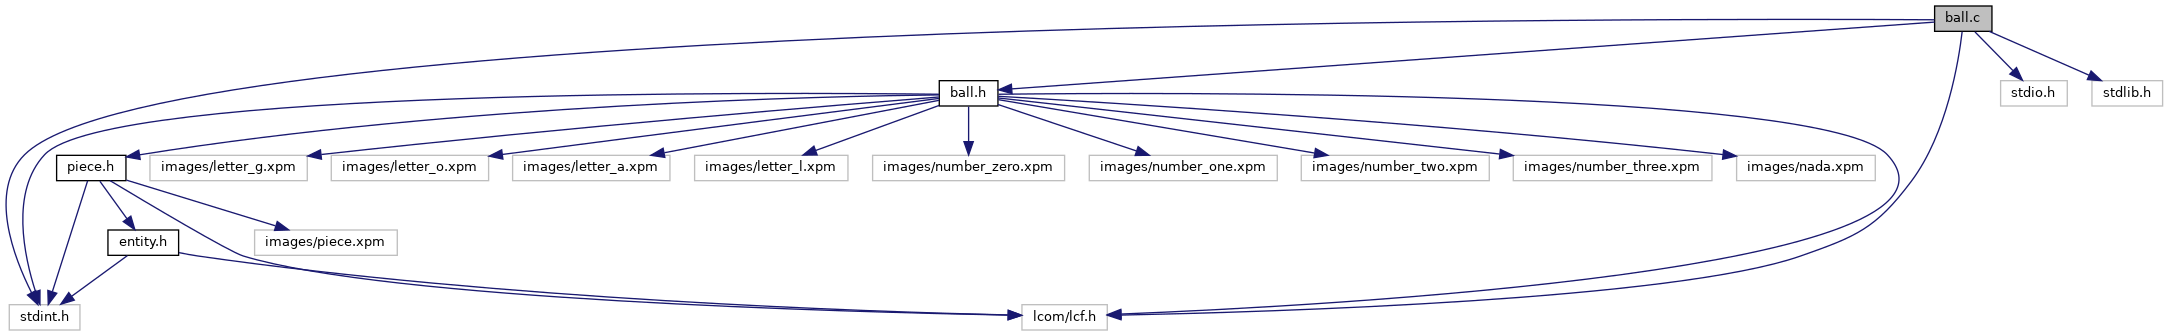 ball.c
ball.h
stdio.h
stdlib.h
piece.h
images/letter_g.xpm
images/letter_o.xpm
images/letter_a.xpm
images/letter_l.xpm
images/number_zero.xpm
images/number_one.xpm
images/number_two.xpm
images/number_three.xpm
images/nada.xpm
entity.h
images/piece.xpm
stdint.h
lcom/lcf.h